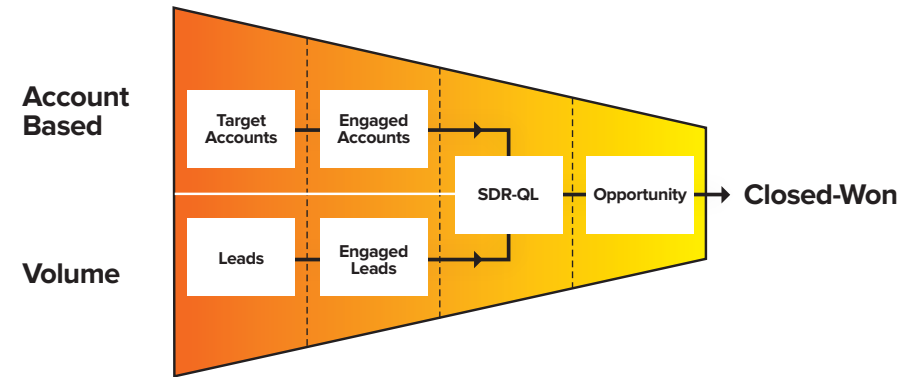 Account
Based
Target
Accounts
Engaged
Accounts
SDR-QL
Opportunity
Closed-Won
Volume
Leads
Engaged
Leads